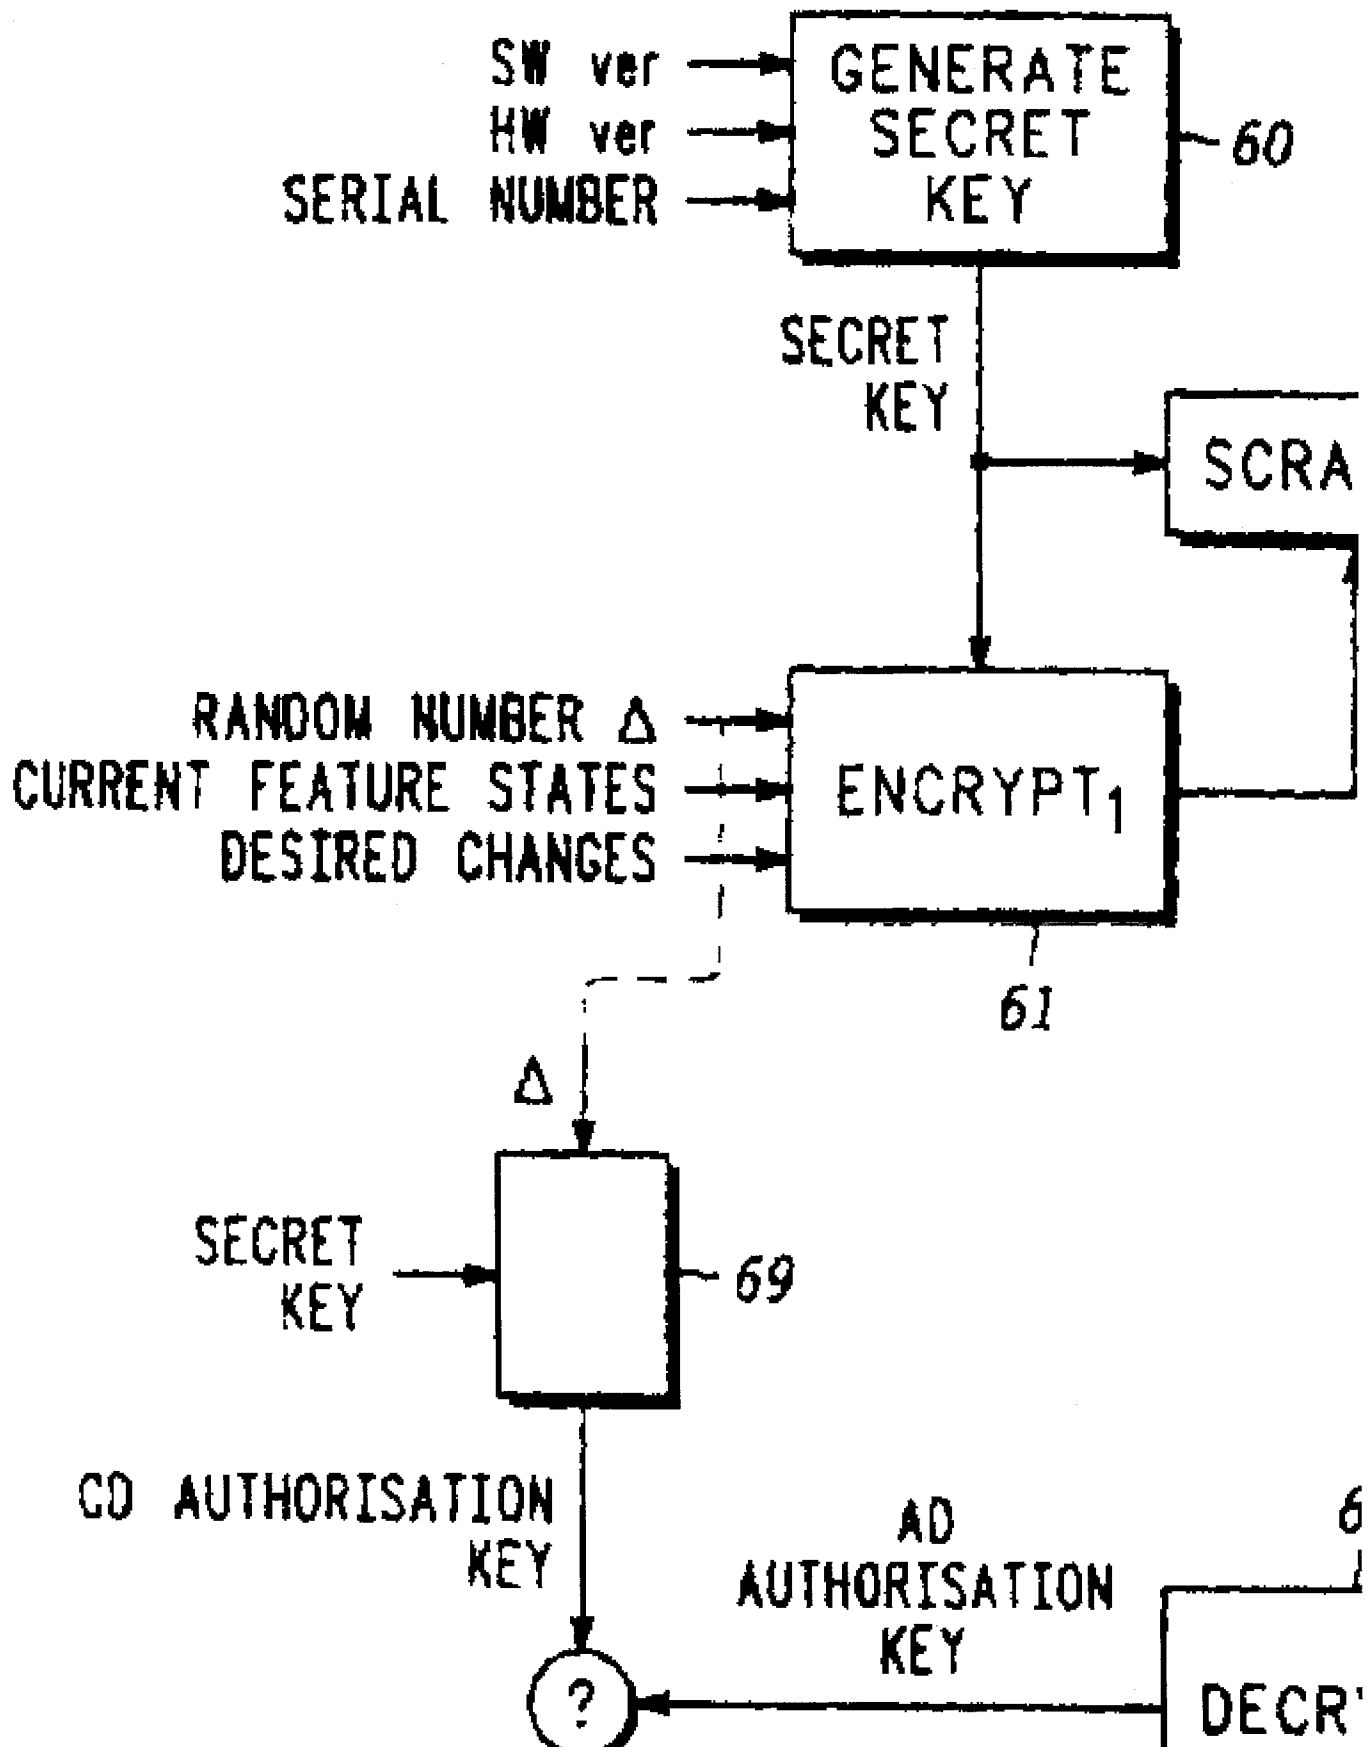 SW ver
HW ver
SERIAL NUMBER
GENERATE
SECRET
KEY
60
SECRET
KEY
SCRA
RANDOM NUMBER Δ
CURRENT FEATURE STATES
DESIRED CHANGES
ENCRYPT1
61
Δ
SECRET
KEY
69
CD AUTHORISATION
KEY
AD
AUTHORISATION
KEY
6
?
DECR